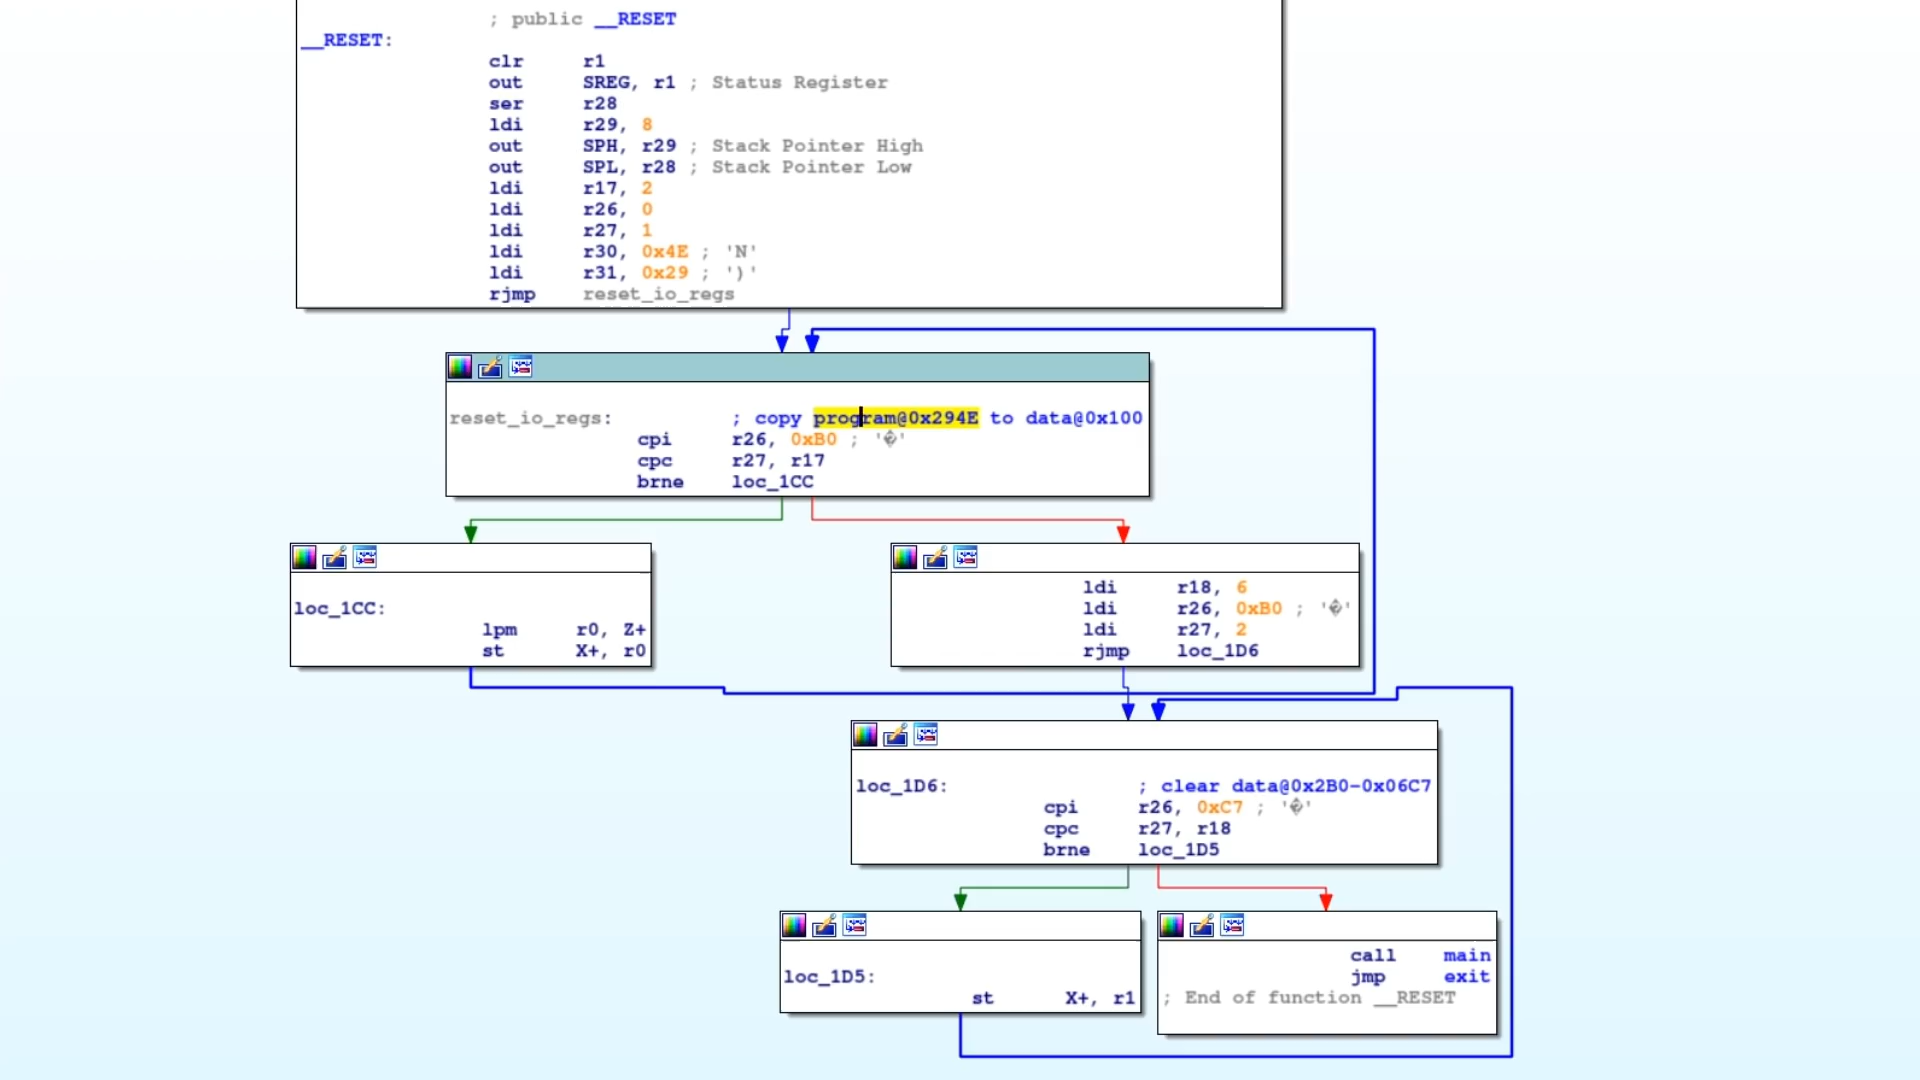 ; public __RESET
__RESET:
clr r1
out SREG, r1 ; Status Register
ser r28
ldi r29, 8
out SPH, r29 ; Stack Pointer High
out SPL, r28 ; Stack Pointer Low
ldi r17, 2
ldi r26, 0
ldi r27, 1
ldi r30, 0x4E ; 'N'
ldi r31, 0x29 ; ')'
rjmp reset_io_regs
reset_io_regs: ; copy program@0x294E to data@0x100
cpi r26, 0xB0 ; '�'
cpc r27, r17
brne loc_1CC
loc_1CC:
lpm r0, Z+
st X+, r0
ldi r18, 6
ldi r26, 0xB0 ; '�'
ldi r27, 2
rjmp loc_1D6
loc_1D6: ; clear data@0x2B0-0x06C7
cpi r26, 0xC7 ; '�'
cpc r27, r18
brne loc_1D5
loc_1D5:
st X+, r1
call main
jmp exit
; End of function __RESET